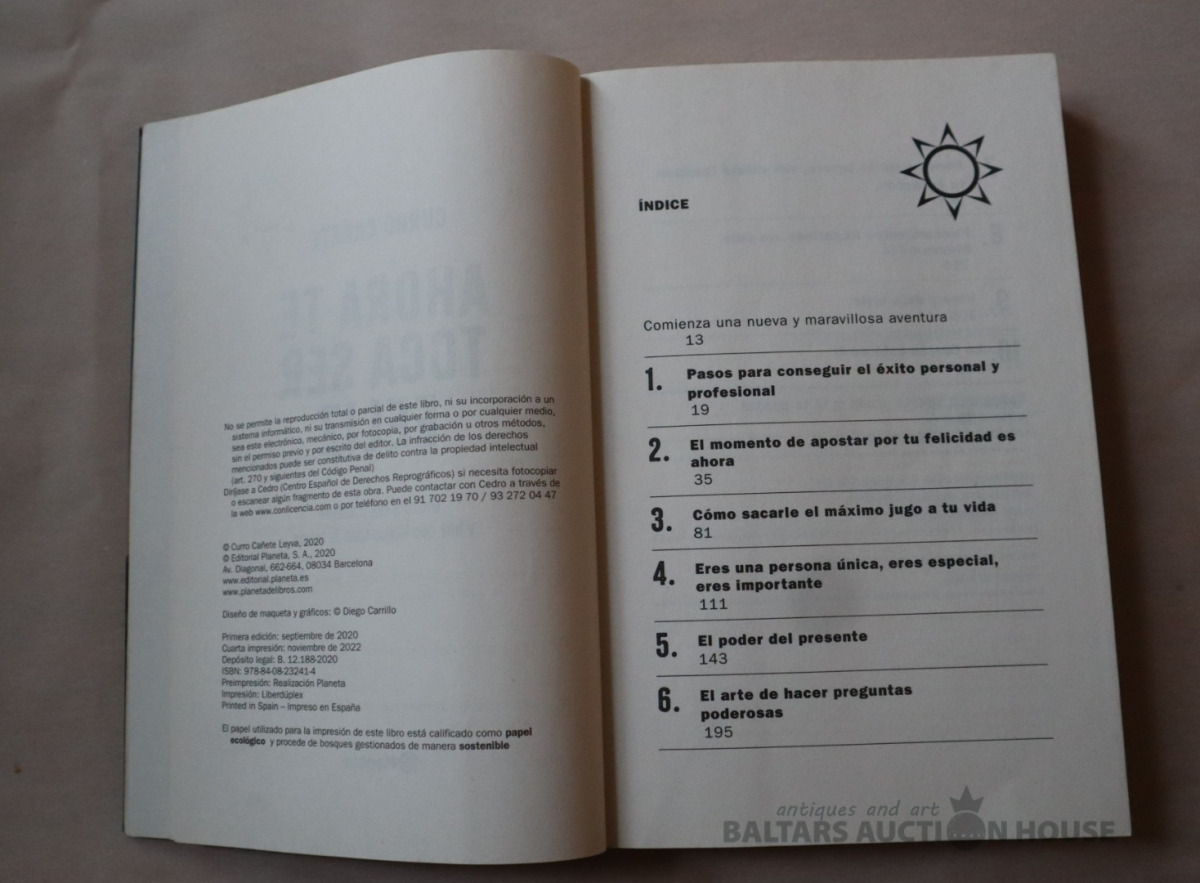 No se permite la reproducción total o parcial de este libro, ni su incorporación a un
sistema informático, ni su transmisión en cualquier forma o por cualquier medio,
sea este electrónico, mecánico, por fotocopia, por grabación u otros métodos,
sin el permiso previo y por escrito del editor. La infracción de los derechos
mencionados puede ser constitutiva de delito contra la propiedad intelectual
(art. 270 y siguientes del Código Penal)
Diríjase a Cedro (Centro Español de Derechos Reprográficos) si necesita fotocopiar
o escanear algún fragmento de esta obra. Puede contactar con Cedro a través de
la web www.conlicencia.com o por teléfono en el 91 702 19 70 / 93 272 04 47
© Curro Cañete Leyva, 2020
© Editorial Planeta, S. A., 2020
Av. Diagonal, 662-664, 08034 Barcelona
www.editorial.planeta.es
www.planetadelibros.com
Diseño de maqueta y gráficos: © Diego Carrillo
Primera edición: septiembre de 2020
Cuarta impresión: noviembre de 2022
Depósito legal: B. 12.188-2020
ISBN: 978-84-08-23241-4
Preimpresión: Realización Planeta
Impresión: Liberdúplex
Printed in Spain – Impreso en España
El papel utilizado para la impresión de este libro está calificado como papel
ecológico y procede de bosques gestionados de manera sostenible
ÍNDICE
Comienza una nueva y maravillosa aventura
13
1. Pasos para conseguir el éxito personal y
profesional
19
2. El momento de apostar por tu felicidad es
ahora
35
3. Cómo sacarle el máximo jugo a tu vida
81
4. Eres una persona única, eres especial,
eres importante
111
5. El poder del presente
143
6. El arte de hacer preguntas
poderosas
195
antiques and art
BALTARS AUCTION HOUSE